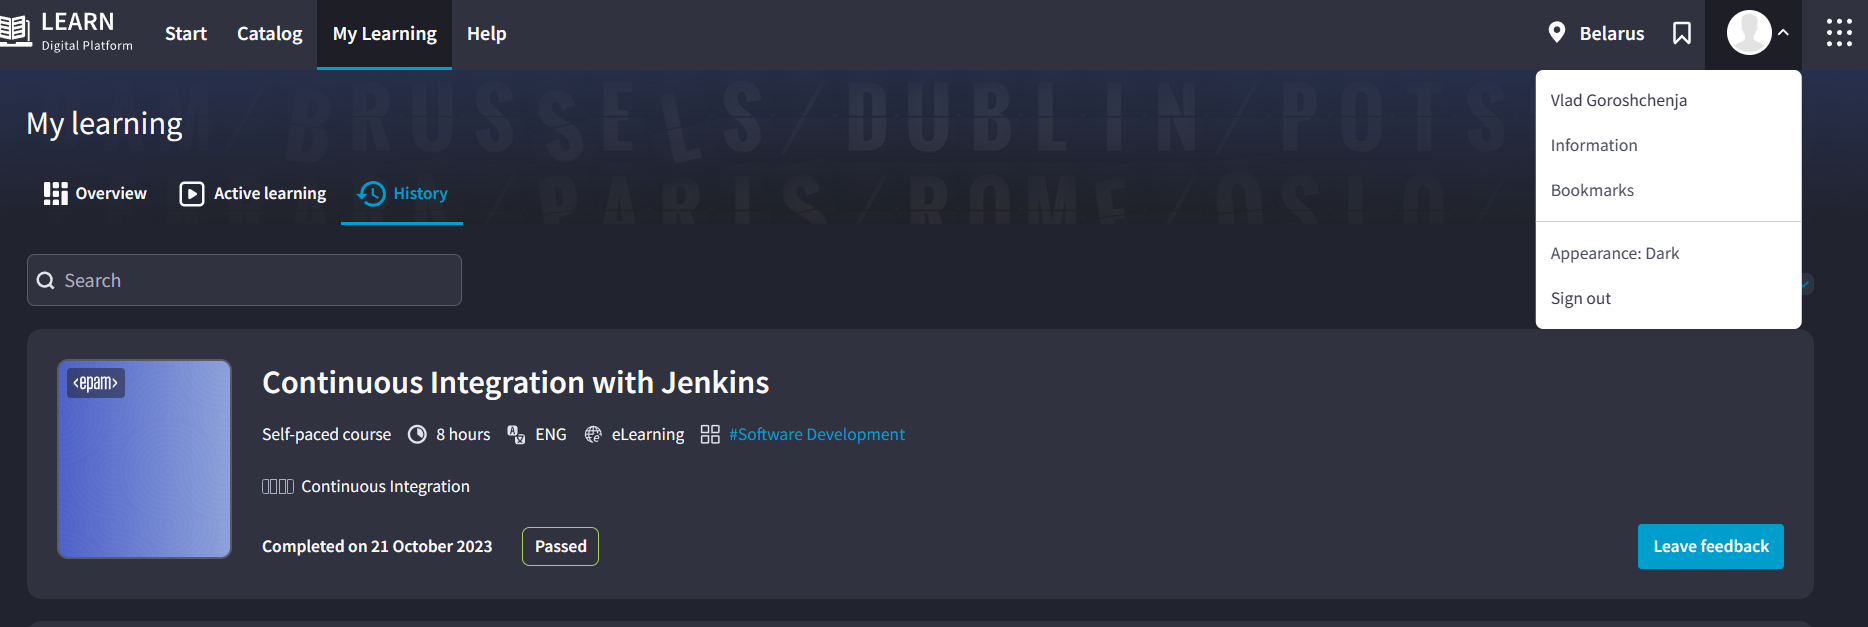 LEARN
Digital Platform
Start
Catalog
My Learning
Help
Belarus
BRUSSELS/DUBLIN/POTS
PARIS/ROME/OSLO/
My learning
Overview
Active learning
History
Search
Vlad Goroshchenja
Information
Bookmarks
Appearance: Dark
Sign out
<epam>
Continuous Integration with Jenkins
Self-paced course
8 hours
ENG
eLearning
#Software Development
Continuous Integration
Completed on 21 October 2023
Passed
Leave feedback